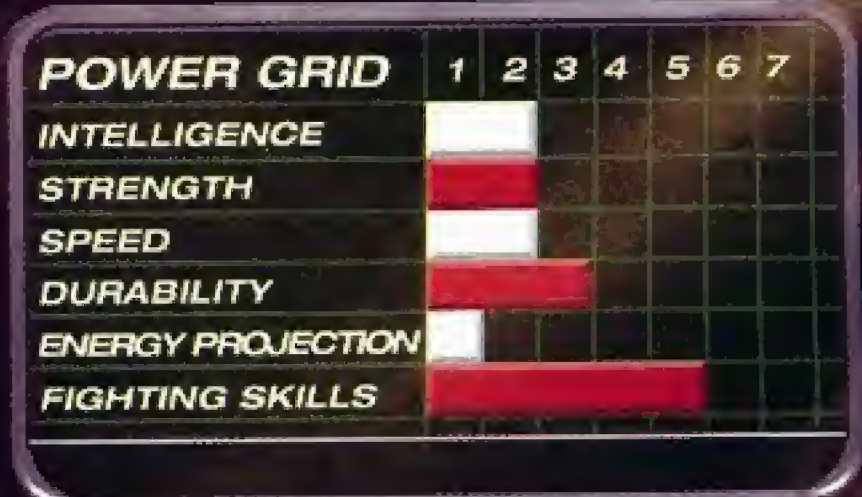 POWER GRID 1 2 3 4 5 6 7
INTELLIGENCE
STRENGTH
SPEED
DURABILITY
ENERGY PROJECTION
FIGHTING SKILLS